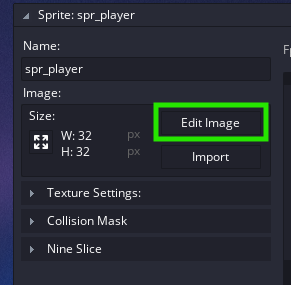 Sprite: spr_player
Name:
spr_player
Image:
Size:
W: 32 px
H: 32 px
Edit Image
Import
Texture Settings:
Collision Mask
Nine Slice